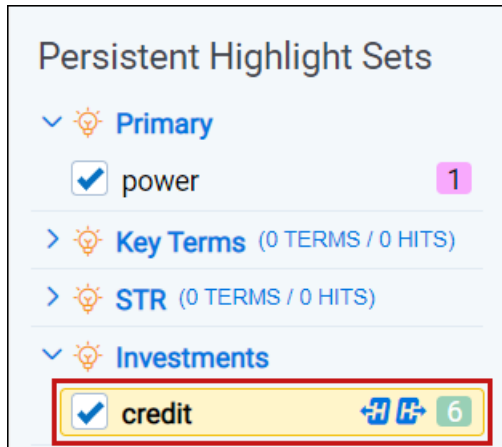 Persistent Highlight Sets
Primary
power 1
Key Terms (0 TERMS / 0 HITS)
STR (0 TERMS / 0 HITS)
Investments
credit H H 6